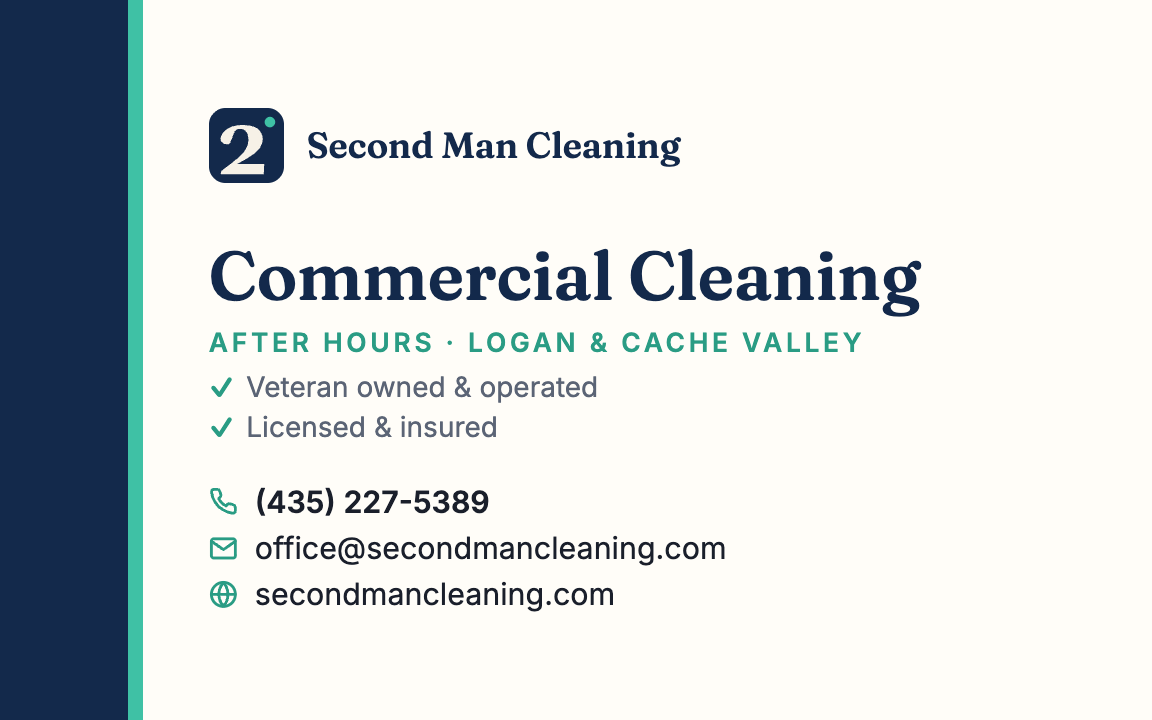 2
Second Man Cleaning
Commercial Cleaning
AFTER HOURS · LOGAN & CACHE VALLEY
Veteran owned & operated
Licensed & insured
(435) 227-5389
office@secondmancleaning.com
secondmancleaning.com